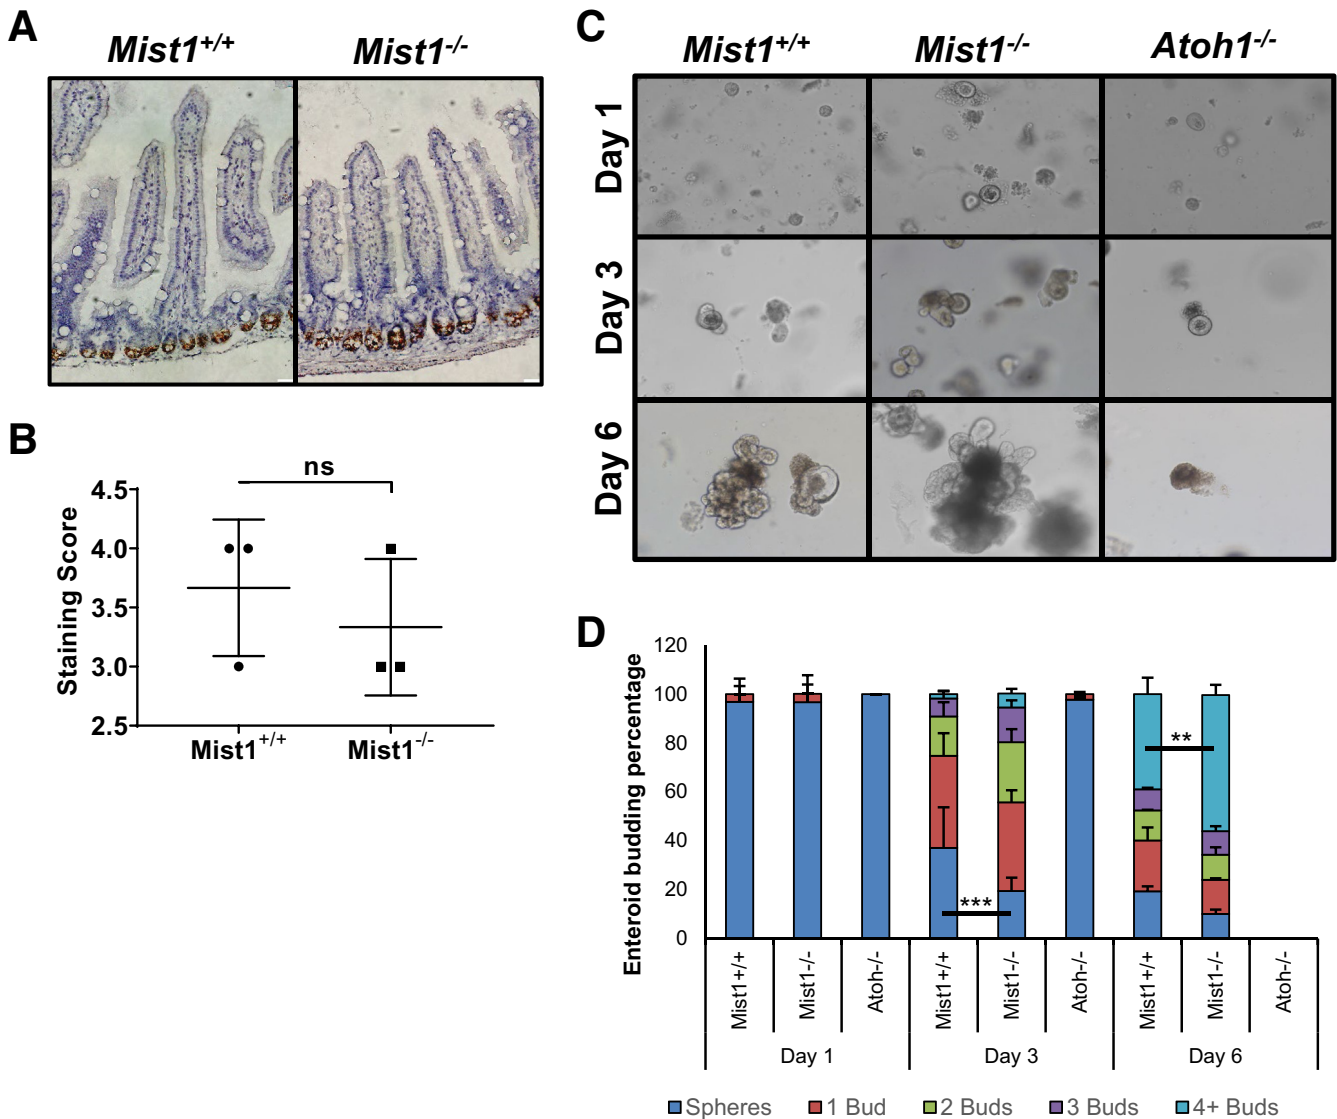 A
Mist1+/+
Mist1-/-
B
ns
4.5
4.0
3.5
3.0
2.5
Staining Score
Mist1+/+
Mist1-/-
C
Mist1+/+
Mist1-/-
Atoh1-/-
Day 1
Day 3
Day 6
D
120
100
80
60
40
20
0
Enteroid budding percentage
***
**
Mist1+/+
Mist1-/-
Atoh-/-
Mist1+/+
Mist1-/-
Atoh-/-
Mist1+/+
Mist1-/-
Atoh-/-
Day 1
Day 3
Day 6
Spheres
1 Bud
2 Buds
3 Buds
4+ Buds